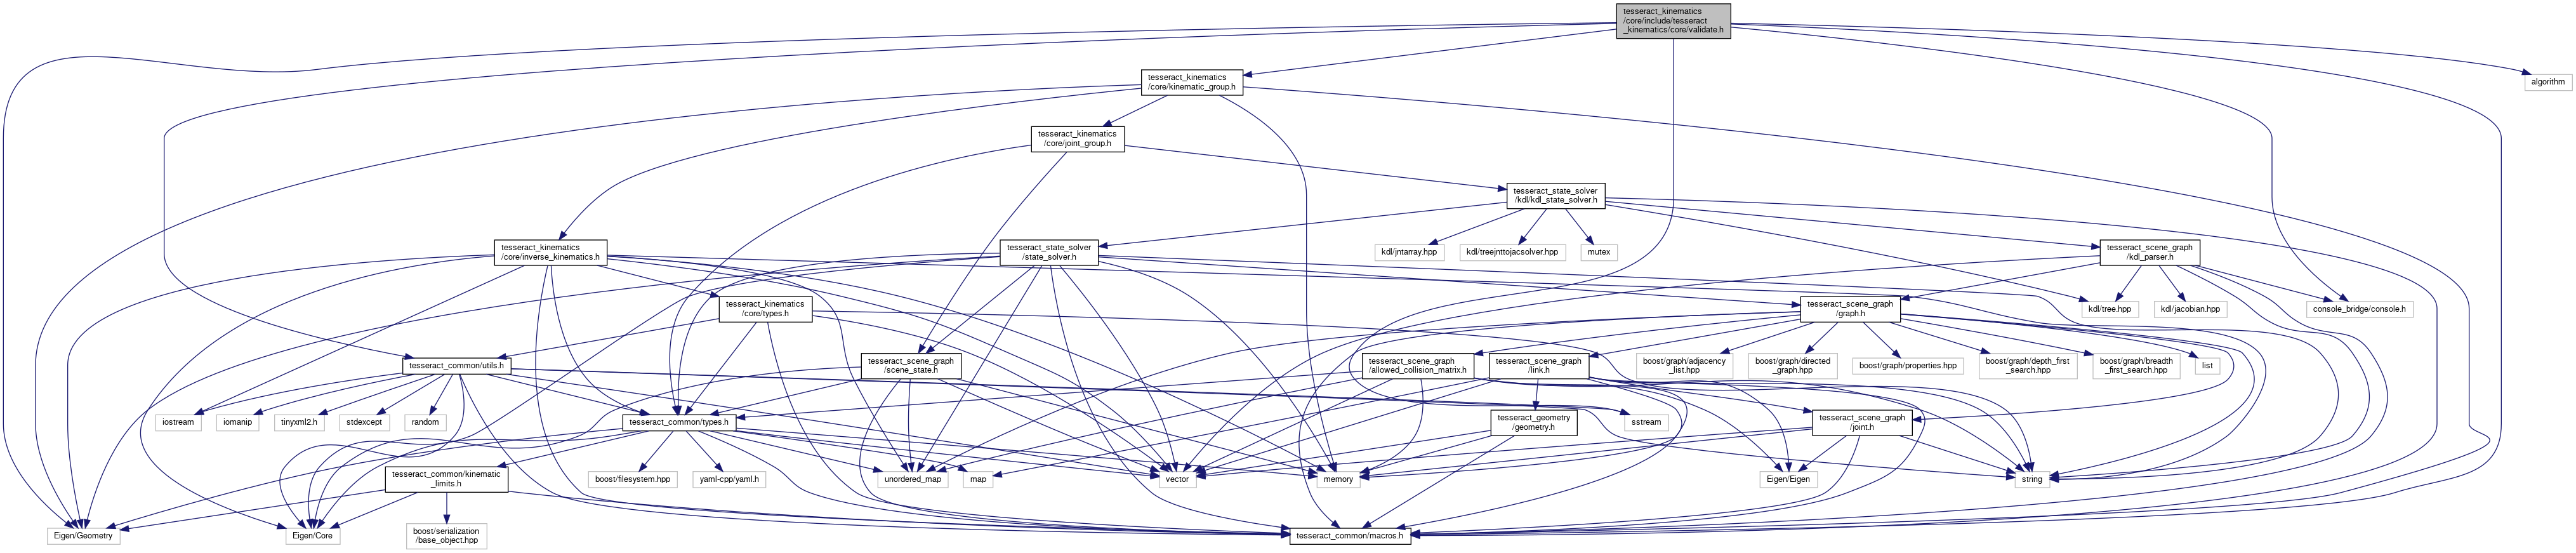 tesseract_kinematics
/core/include/tesseract
_kinematics/core/validate.h
tesseract_kinematics
/core/kinematic_group.h
algorithm
tesseract_kinematics
/core/joint_group.h
tesseract_state_solver
/kdl/kdl_state_solver.h
tesseract_kinematics
/core/inverse_kinematics.h
tesseract_state_solver
/state_solver.h
kdl/jntarray.hpp
kdl/treejnttojacsolver.hpp
mutex
tesseract_scene_graph
/kdl_parser.h
tesseract_kinematics
/core/types.h
tesseract_scene_graph
/graph.h
kdl/tree.hpp
kdl/jacobian.hpp
console_bridge/console.h
tesseract_common/utils.h
tesseract_scene_graph
/scene_state.h
tesseract_scene_graph
/allowed_collision_matrix.h
tesseract_scene_graph
/link.h
boost/graph/adjacency
_list.hpp
boost/graph/directed
_graph.hpp
boost/graph/properties.hpp
boost/graph/depth_first
_search.hpp
boost/graph/breadth
_first_search.hpp
list
iostream
iomanip
tinyxml2.h
stdexcept
random
tesseract_common/types.h
sstream
tesseract_geometry
/geometry.h
tesseract_scene_graph
/joint.h
tesseract_common/kinematic
_limits.h
boost/filesystem.hpp
yaml-cpp/yaml.h
unordered_map
map
vector
memory
Eigen/Eigen
string
Eigen/Geometry
Eigen/Core
boost/serialization
/base_object.hpp
tesseract_common/macros.h